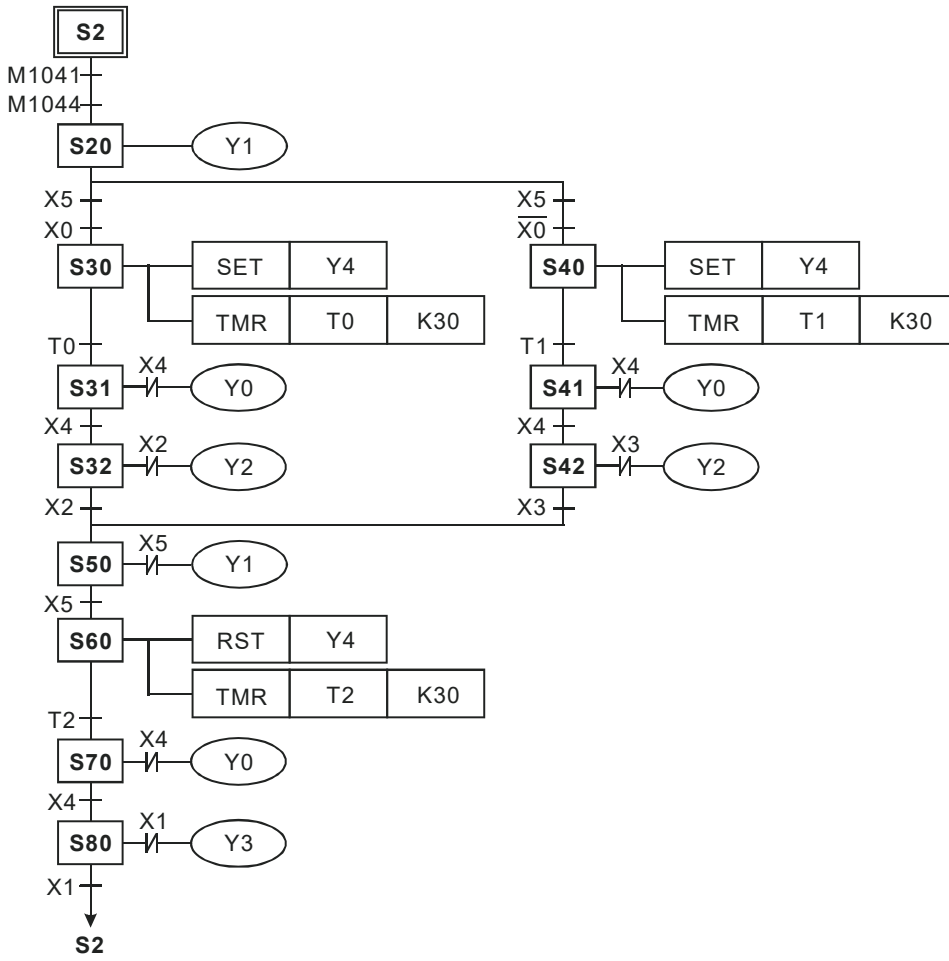 S2
M1041
M1044
S20 Y1
X5 X5
X0 X̅0̅
S30 SET Y4 S40 SET Y4
TMR T0 K30 TMR T1 K30
T0 T1
X4 X4
S31 Y0 S41 Y0
X4 X4
X2 X3
S32 Y2 S42 Y2
X2 X3
X5
S50 Y1
X5
S60 RST Y4
TMR T2 K30
T2
X4
S70 Y0
X4
X1
S80 Y3
X1
S2